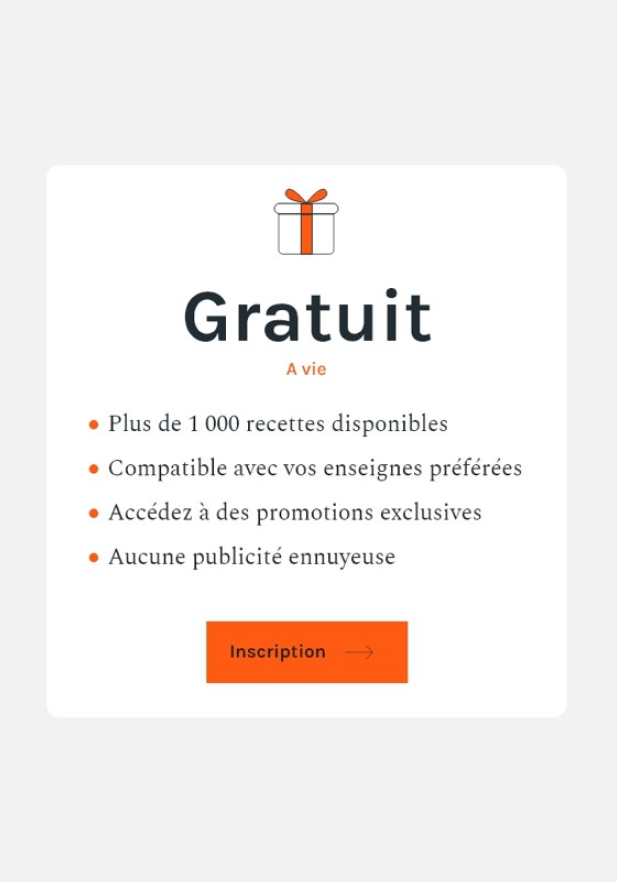 Gratuit
A vie
Plus de 1 000 recettes disponibles
Compatible avec vos enseignes préférées
Accédez à des promotions exclusives
Aucune publicité ennuyeuse
Inscription